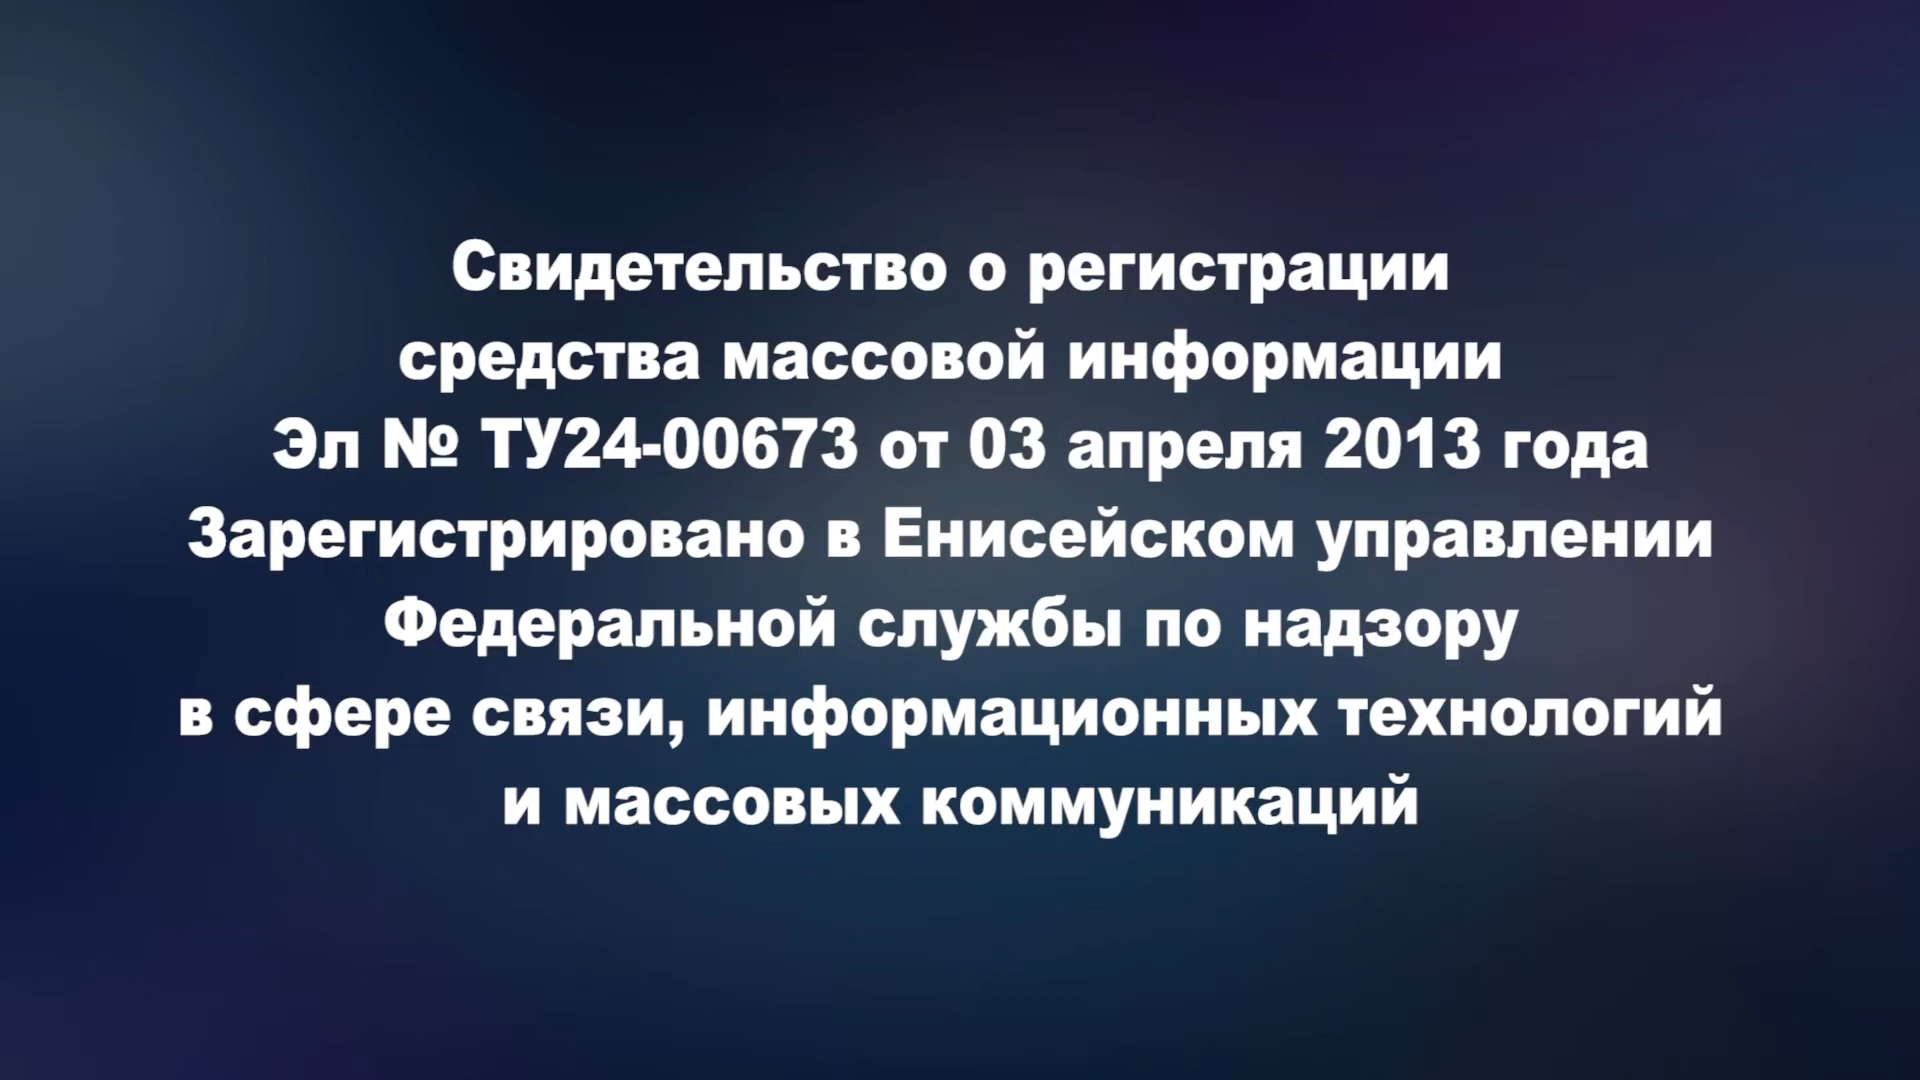 Свидетельство о регистрации
средства массовой информации
Эл № ТУ24-00673 от 03 апреля 2013 года
Зарегистрировано в Енисейском управлении
Федеральной службы по надзору
в сфере связи, информационных технологий
и массовых коммуникаций